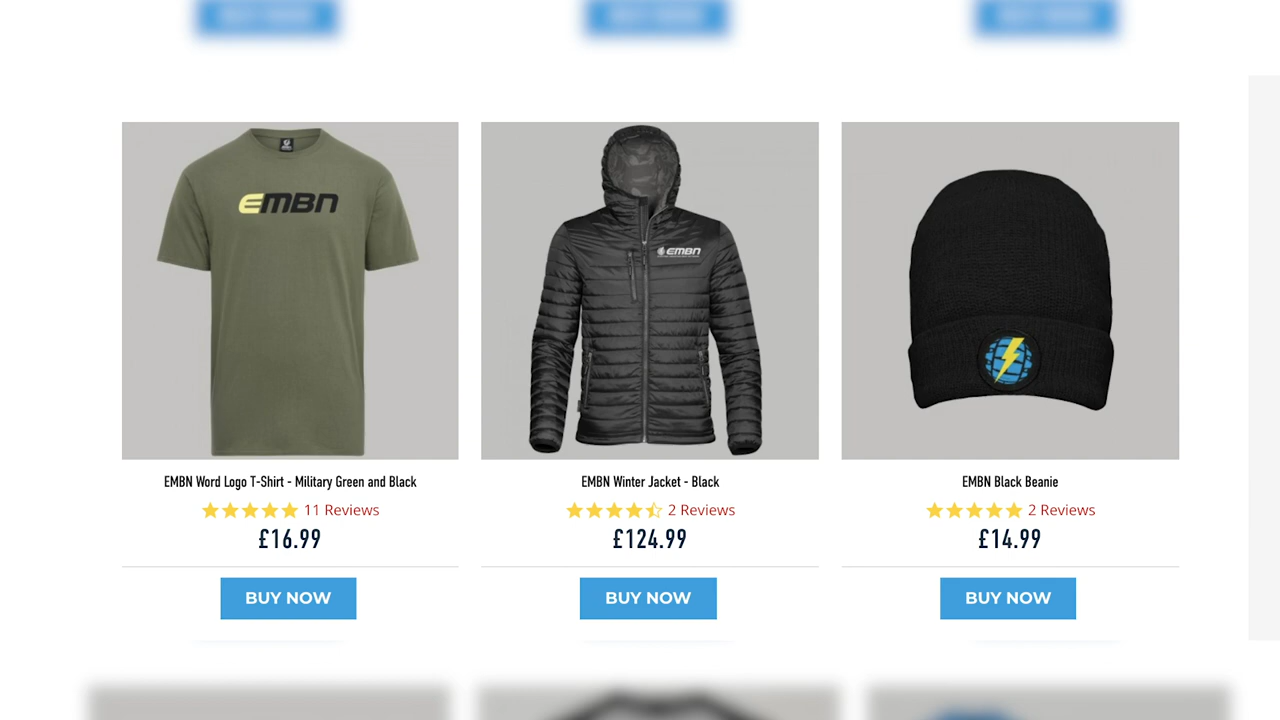 EMBN
EMBN
EMBN Word Logo T-Shirt - Military Green and Black
EMBN Winter Jacket - Black
EMBN Black Beanie
11 Reviews
2 Reviews
2 Reviews
£16.99
£124.99
£14.99
BUY NOW
BUY NOW
BUY NOW